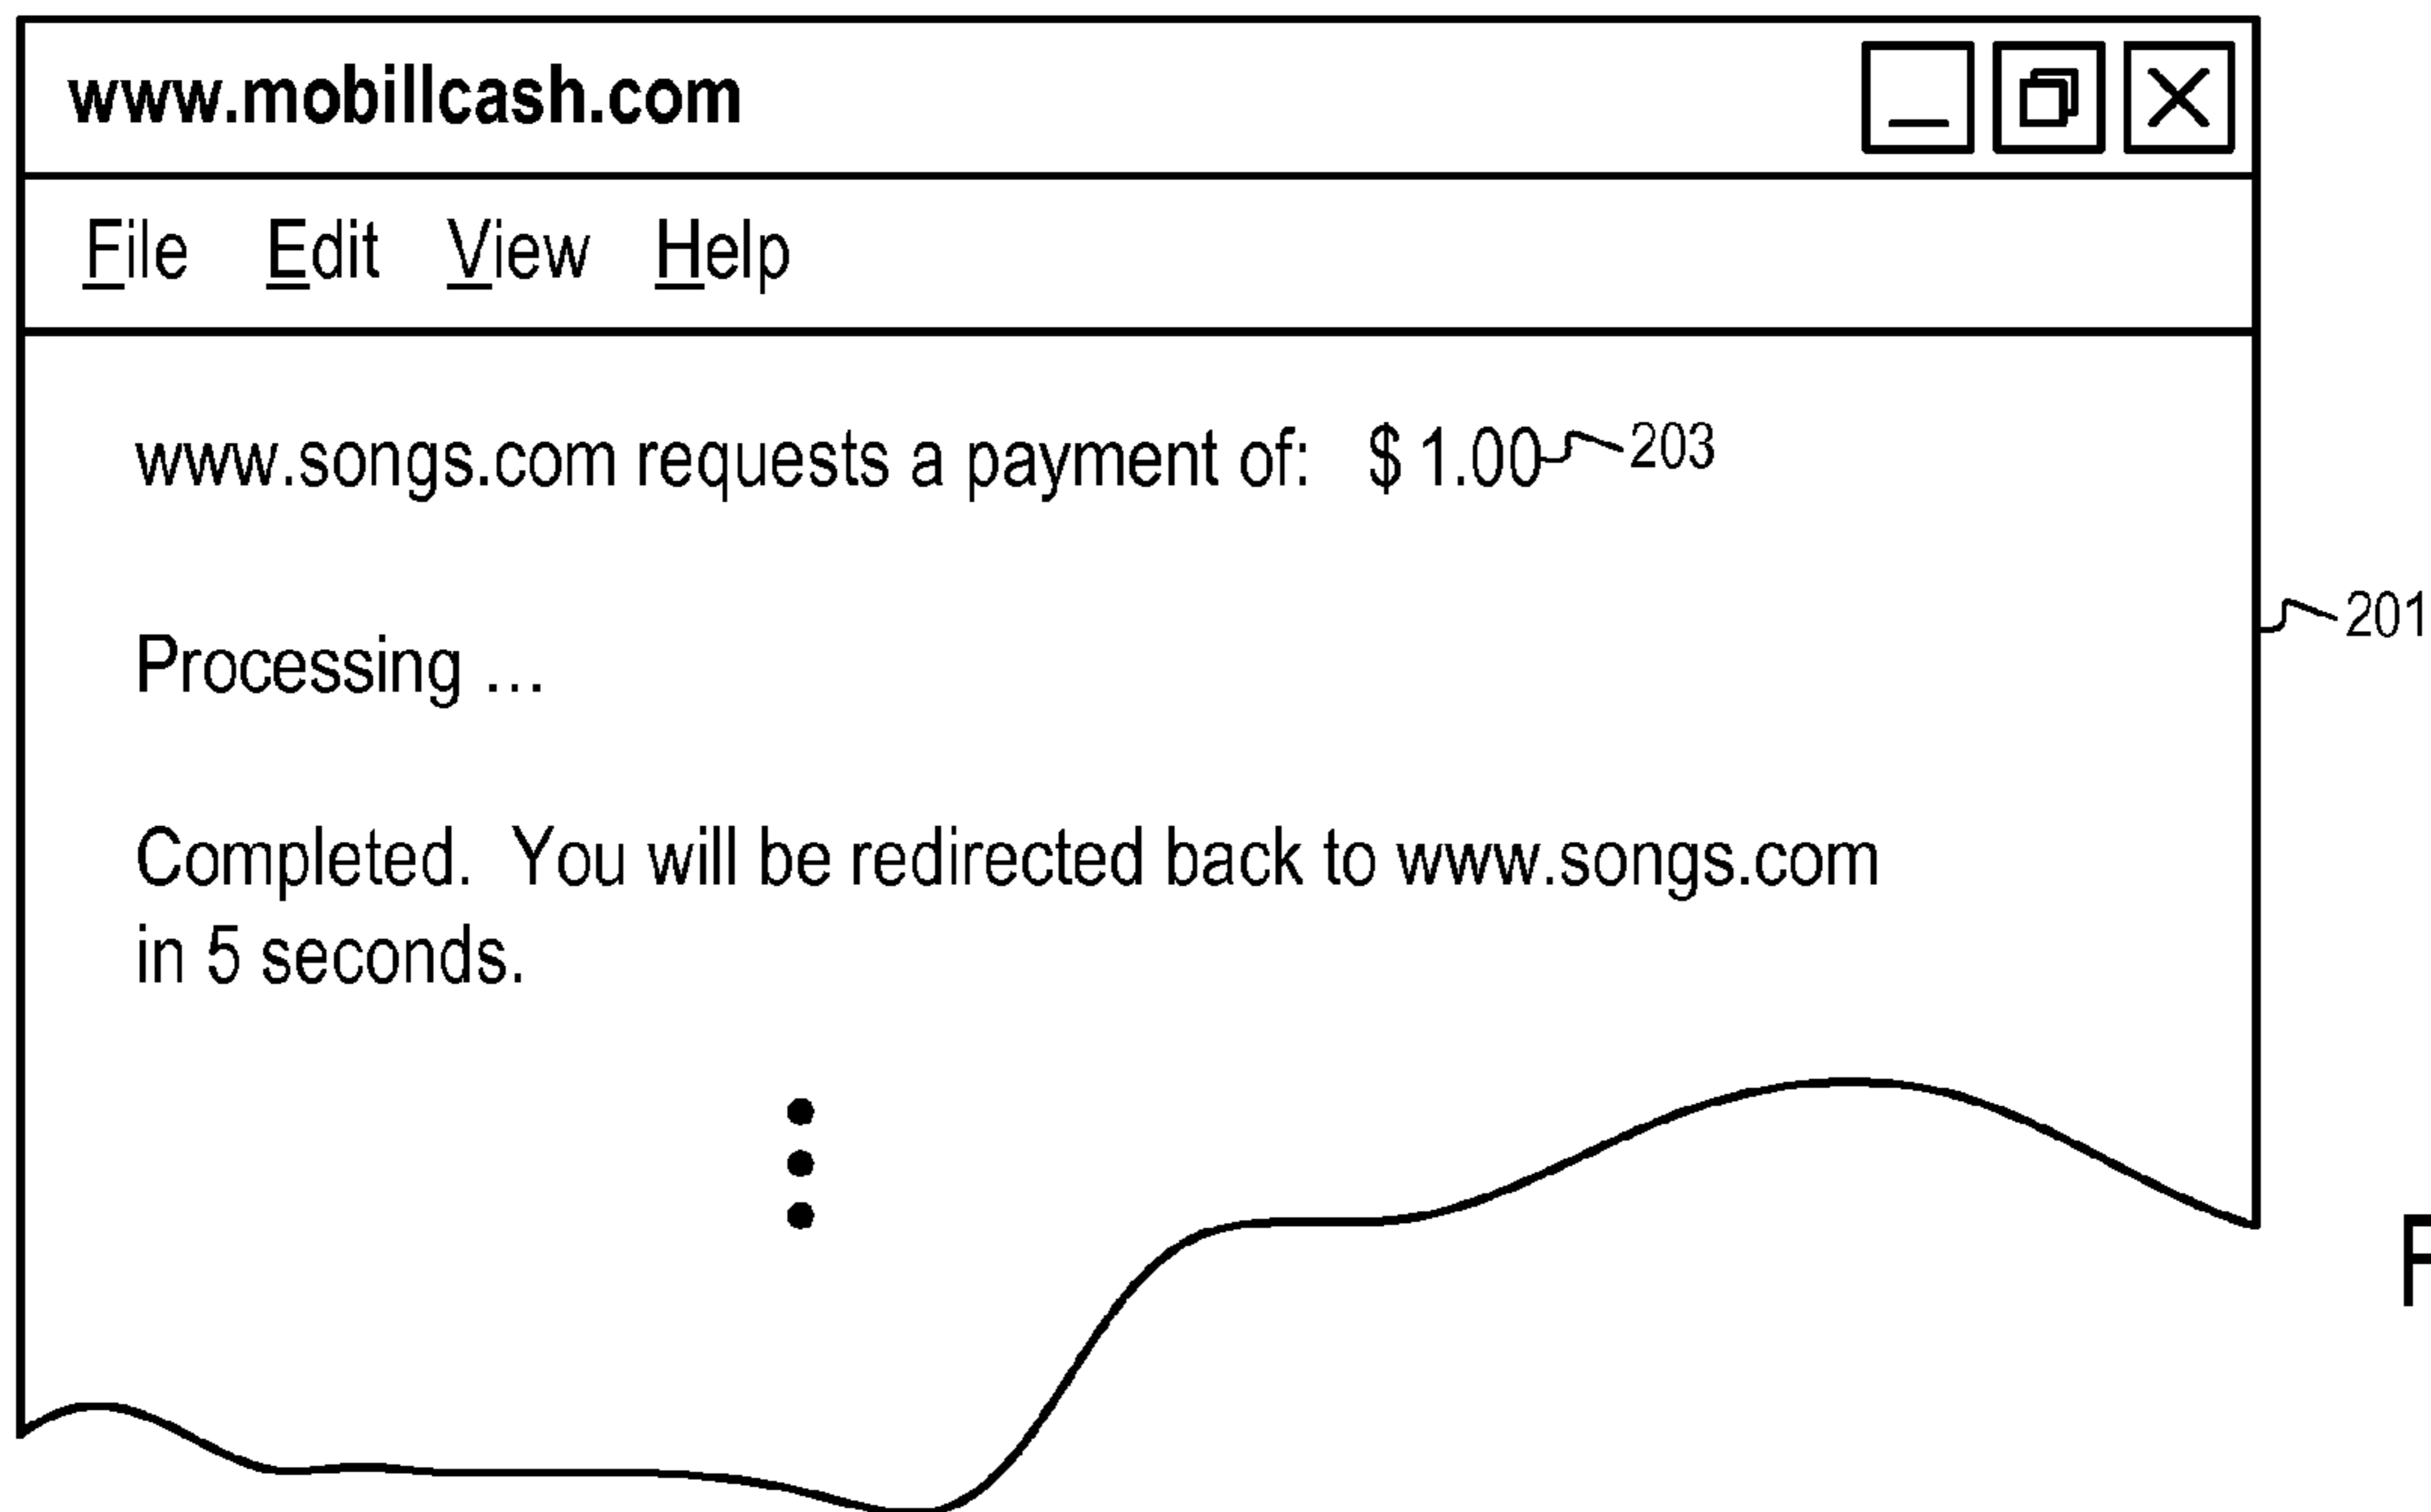 www.mobillcash.com
File Edit View Help
www.songs.com requests a payment of: $ 1.00 203
201
Processing ...
Completed. You will be redirected back to www.songs.com
in 5 seconds.